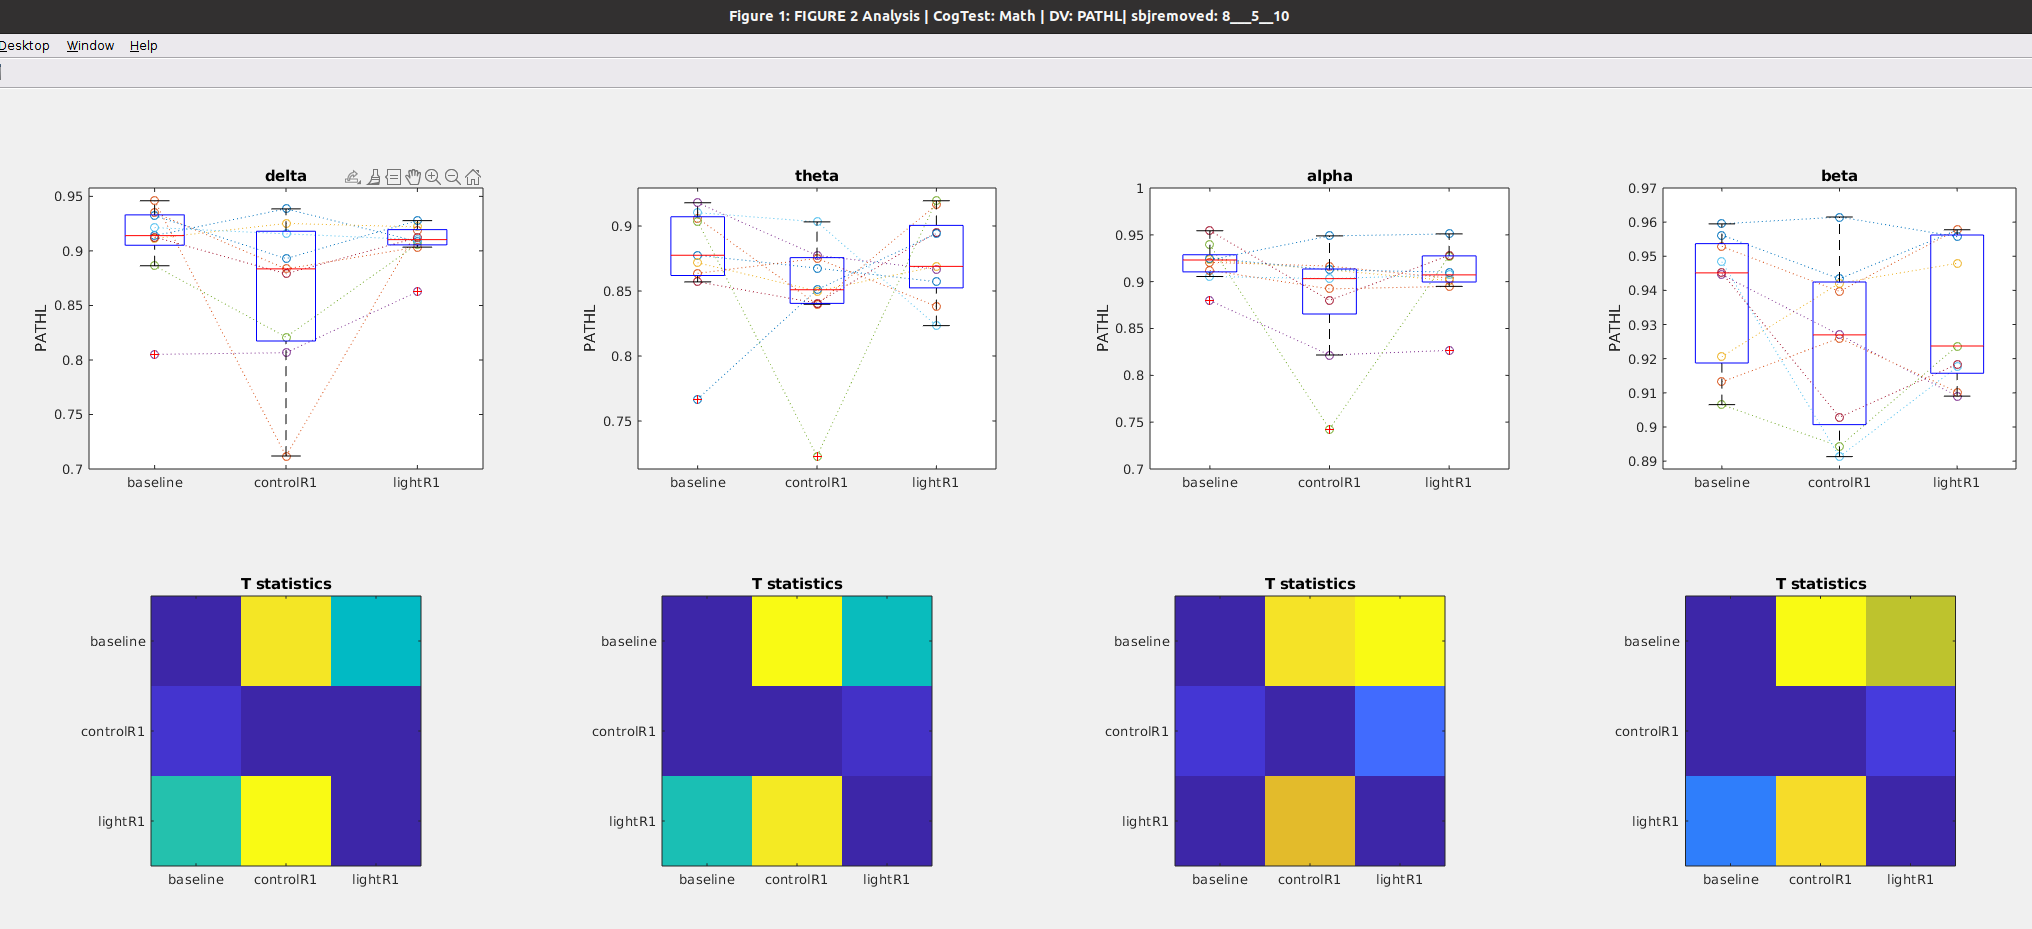 Figure 1: FIGURE 2 Analysis | CogTest: Math | DV: PATHL| sbjremoved: 8___5__10
Desktop Window Help
delta
PATHL
0.95
0.9
0.85
0.8
0.75
0.7
baseline controlR1 lightR1
theta
PATHL
0.9
0.85
0.8
0.75
baseline controlR1 lightR1
alpha
PATHL
1
0.95
0.9
0.85
0.8
0.75
0.7
baseline controlR1 lightR1
beta
PATHL
0.97
0.96
0.95
0.94
0.93
0.92
0.91
0.9
0.89
baseline controlR1 lightR1
T statistics
baseline
controlR1
lightR1
baseline controlR1 lightR1
T statistics
baseline
controlR1
lightR1
baseline controlR1 lightR1
T statistics
baseline
controlR1
lightR1
baseline controlR1 lightR1
T statistics
baseline
controlR1
lightR1
baseline controlR1 lightR1